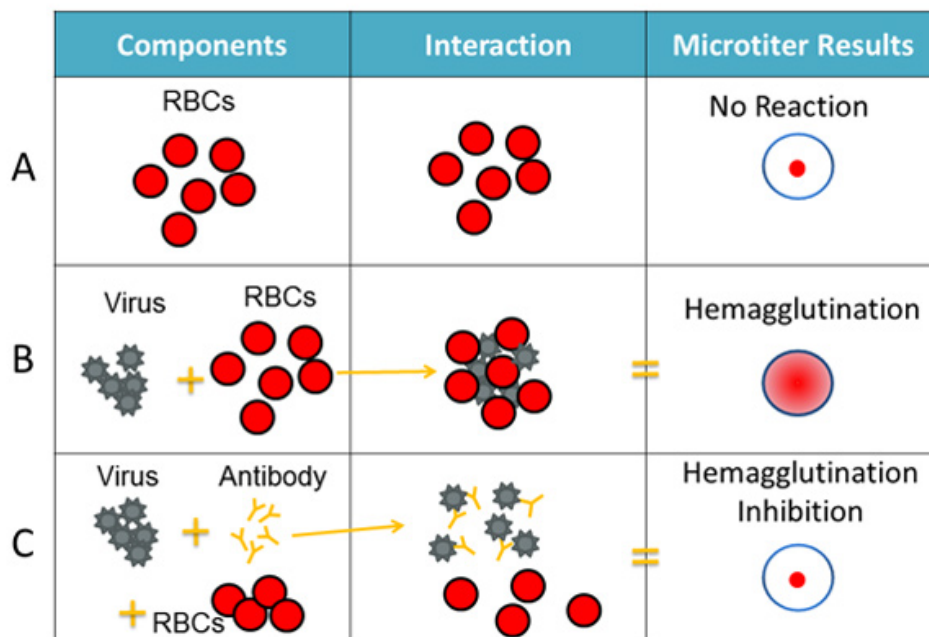 Components Interaction Microtiter Results
A
RBCs
No Reaction
B
Virus
+
RBCs
=
Hemagglutination
C
Virus
+
Antibody
+
RBCs
=
Hemagglutination
Inhibition